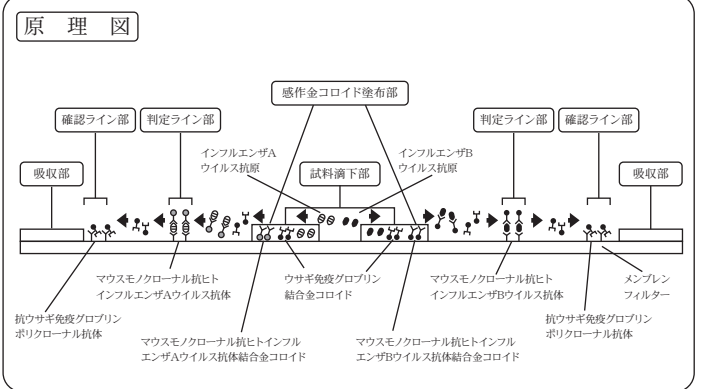 原理図
感作金コロイド塗布部
確認ライン部
判定ライン部
判定ライン部
確認ライン部
インフルエンザA
ウイルス抗原
インフルエンザB
ウイルス抗原
吸収部
試料滴下部
吸収部
マウスモノクローナル抗ヒト
インフルエンザAウイルス抗体
ウサギ免疫グロブリン
結合金コロイド
マウスモノクローナル抗ヒト
インフルエンザBウイルス抗体
メンブレン
フィルター
抗ウサギ免疫グロブリン
ポリクローナル抗体
抗ウサギ免疫グロブリン
ポリクローナル抗体
マウスモノクローナル抗ヒトインフル
エンザAウイルス抗体結合金コロイド
マウスモノクローナル抗ヒトインフル
エンザBウイルス抗体結合金コロイド